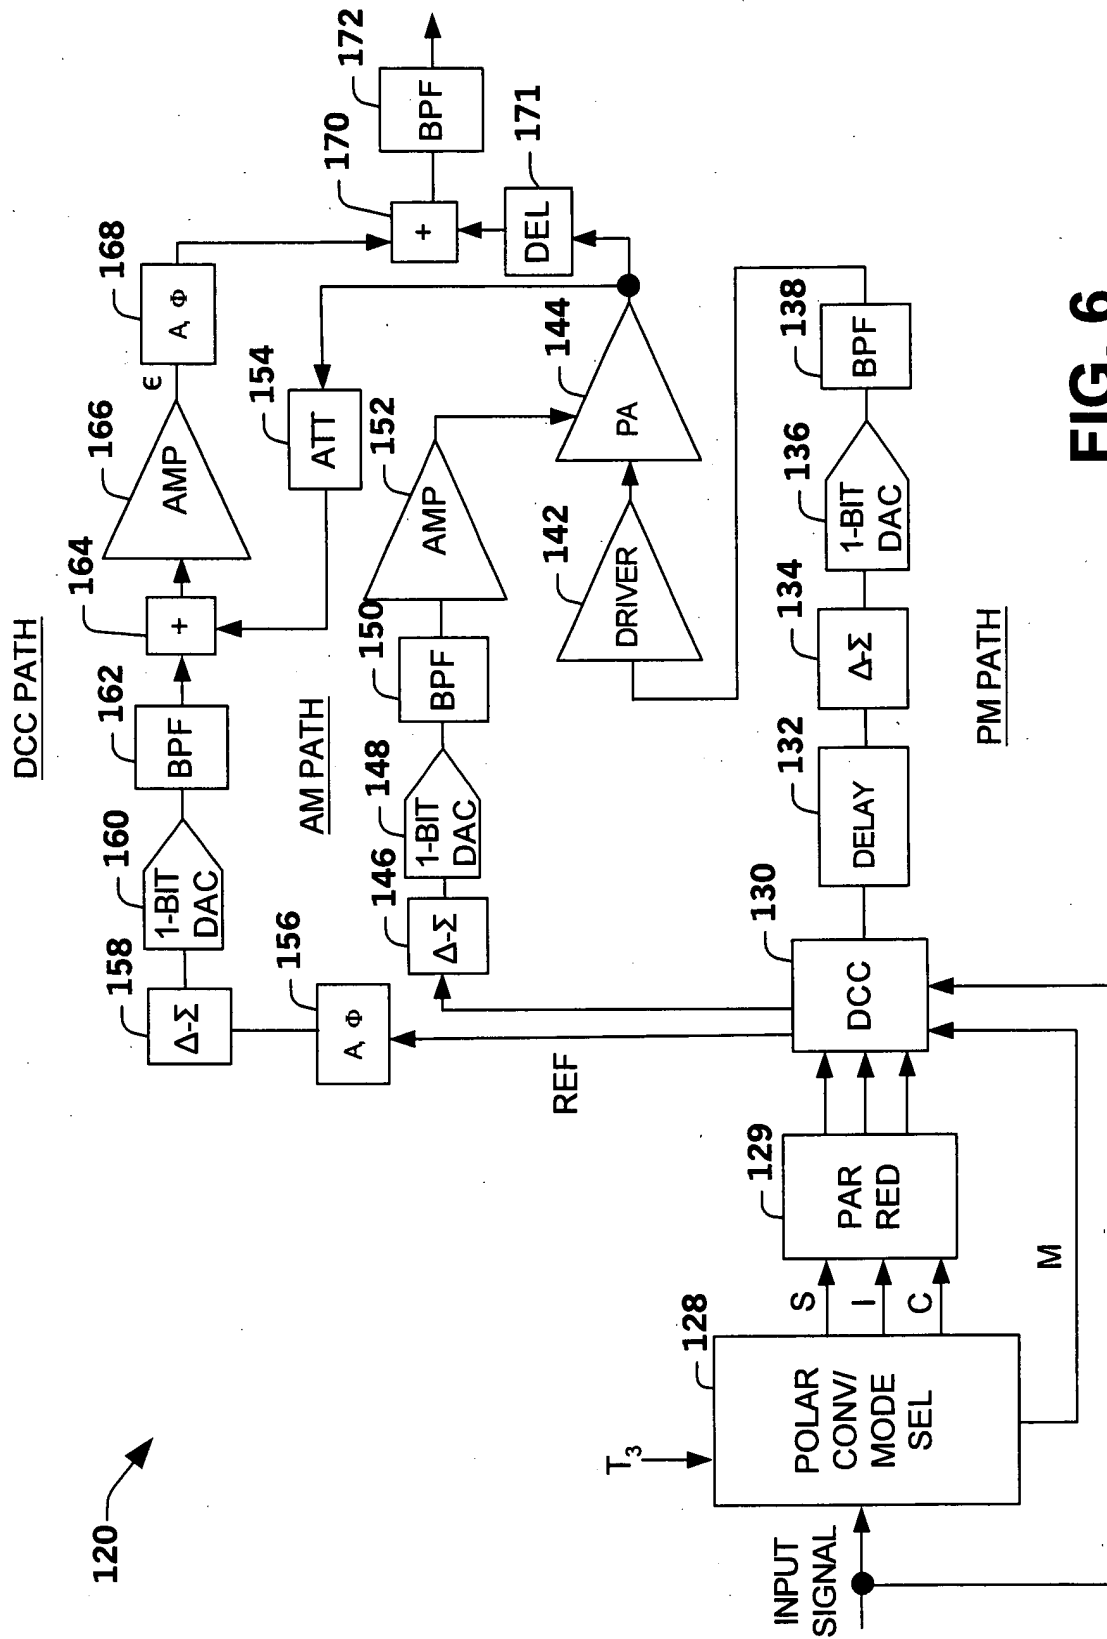 120
DCC PATH
158
Δ-Σ
160
1-BIT
DAC
162
BPF
164
+
166
AMP
ϵ
168
A, Φ
170
+
172
BPF
171
DEL
156
A, Φ
REF
AM PATH
146
Δ-Σ
148
1-BIT
DAC
150
BPF
152
AMP
154
ATT
142
DRIVER
144
PA
INPUT
SIGNAL
T3
128
POLAR
CONV/
MODE
SEL
S
I
C
M
129
PAR
RED
130
DCC
132
DELAY
134
Δ-Σ
136
1-BIT
DAC
138
BPF
PM PATH
FIG. 6